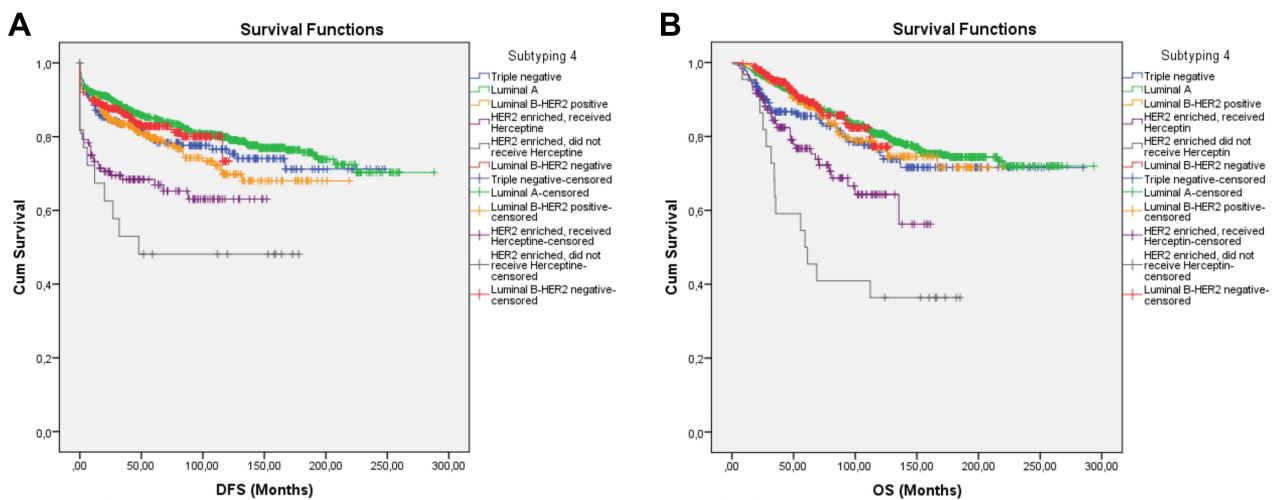 A
Survival Functions
Cum Survival
1,0
0,8
0,6
0,4
0,2
0,0
,00
50,00
100,00
150,00
200,00
250,00
300,00
DFS (Months)
Subtyping 4
Triple negative
Luminal A
Luminal B-HER2 positive
HER2 enriched, received
Herceptine
HER2 enriched, did not
receive Herceptine
Luminal B-HER2 negative
Triple negative-censored
Luminal A-censored
Luminal B-HER2 positive-
censored
HER2 enriched, received
Herceptine-censored
HER2 enriched, did not
receive Herceptine-
censored
Luminal B-HER2 negative-
censored
B
Survival Functions
Cum Survival
1,0
0,8
0,6
0,4
0,2
0,0
,00
50,00
100,00
150,00
200,00
250,00
300,00
OS (Months)
Subtyping 4
Triple negative
Luminal A
Luminal B-HER2 positive
HER2 enriched, received
Herceptin
HER2 enriched, did not
receive Herceptin
Luminal B-HER2 negative
Triple negative-censored
Luminal A-censored
Luminal B-HER2 positive-
censored
HER2 enriched, received
Herceptin-censored
HER2 enriched, did not
receive Herceptin-
censored
Luminal B-HER2 negative-
censored